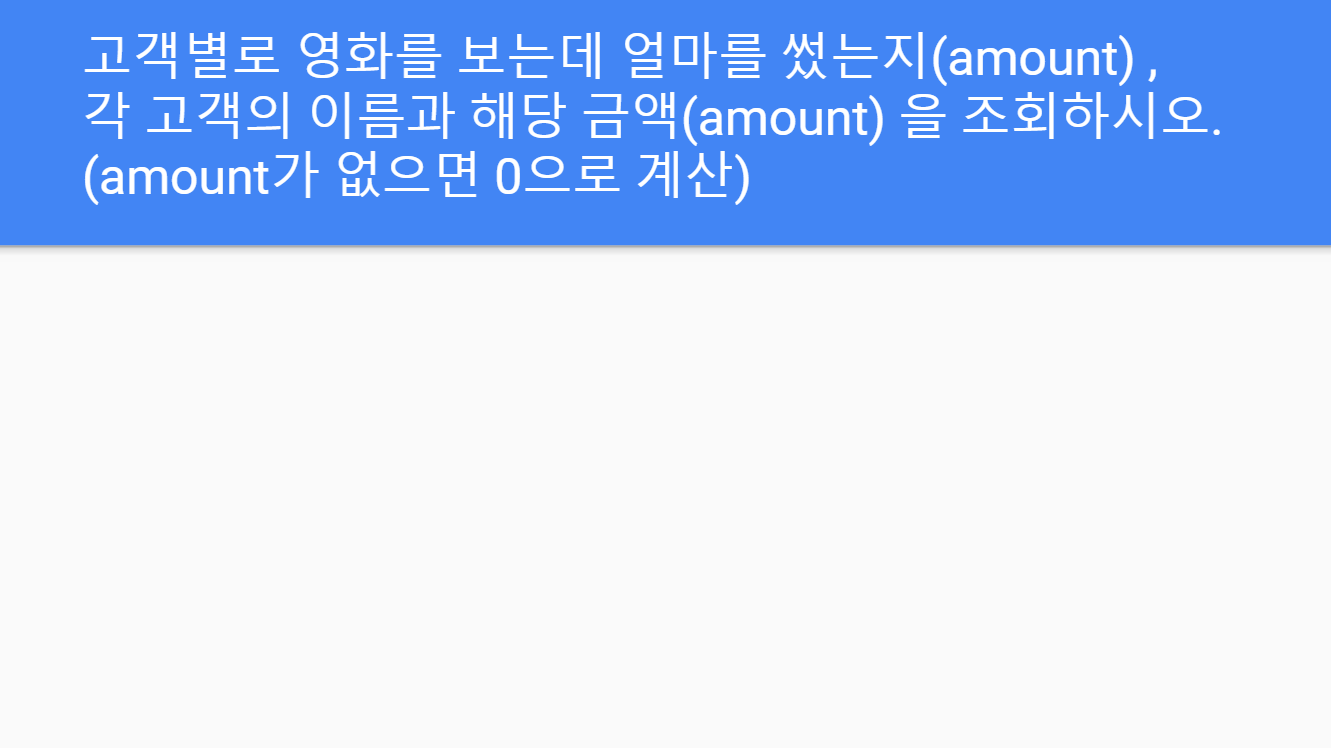 고객별로 영화를 보는데 얼마를 썼는지(amount) ,
각 고객의 이름과 해당 금액(amount) 을 조회하시오.
(amount가 없으면 0으로 계산)